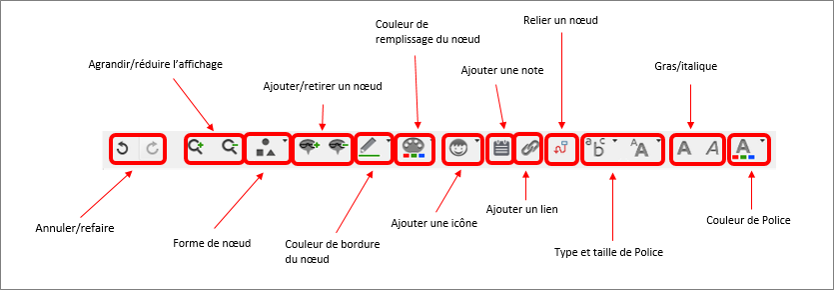 Couleur de
remplissage du nœud
Relier un nœud
Agrandir/réduire l'affichage
Ajouter/retirer un nœud
Ajouter une note
Gras/italique
a
b
c
A
A
A
A
A
Annuler/refaire
Forme de nœud
Couleur de bordure
du nœud
Ajouter une icône
Ajouter un lien
Type et taille de Police
Couleur de Police